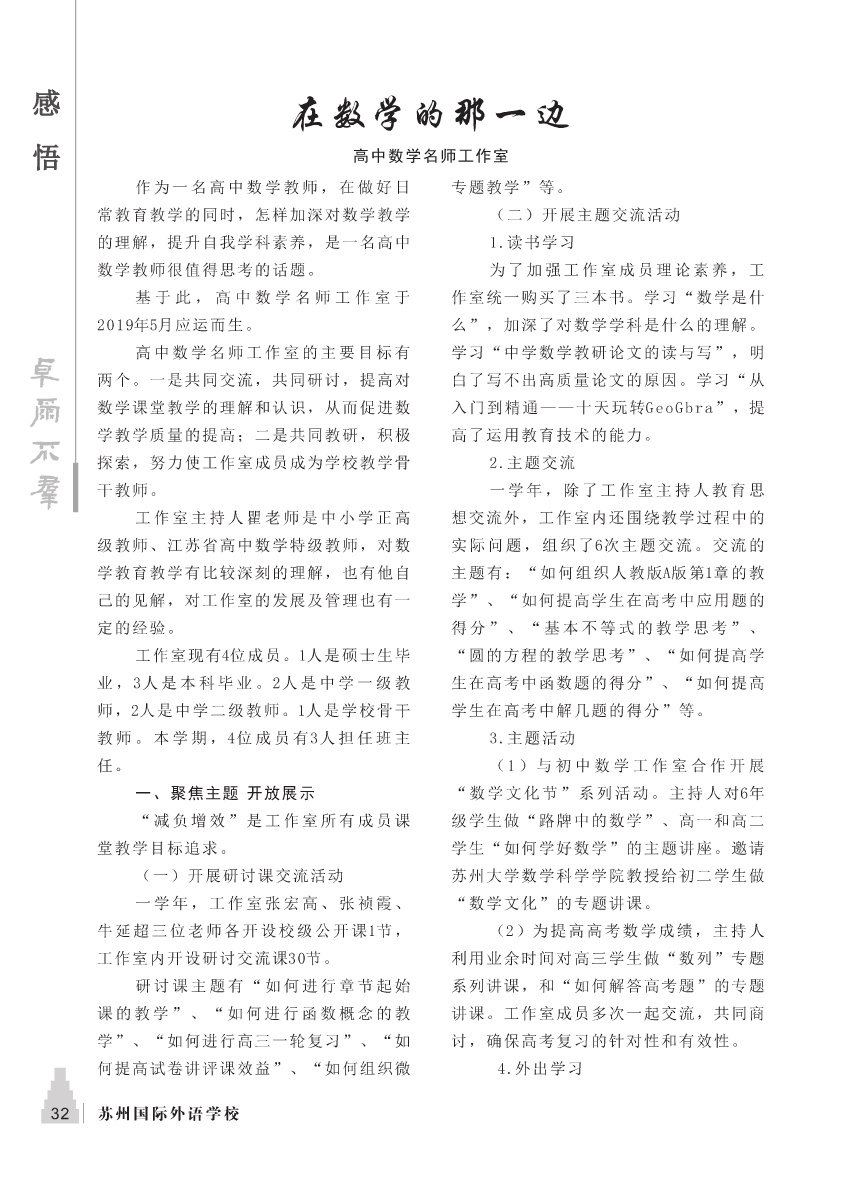 感
悟
在数学的那一边
高中数学名师工作室
作为一名高中数学教师，在做好日
常教育教学的同时，怎样加深对数学教学
的理解，提升自我学科素养，是一名高中
数学教师很值得思考的话题。
基于此，高中数学名师工作室于
2019年5月应运而生。
高中数学名师工作室的主要目标有
两个。一是共同交流，共同研讨，提高对
数学课堂教学的理解和认识，从而促进数
学教学质量的提高；二是共同教研，积极
探索，努力使工作室成员成为学校教学骨
干教师。
工作室主持人瞿老师是中小学正高
级教师、江苏省高中数学特级教师，对数
学教育教学有比较深刻的理解，也有他自
己的见解，对工作室的发展及管理也有一
定的经验。
工作室现有4位成员。1人是硕士生毕
业，3人是本科毕业。2人是中学一级教
师，2人是中学二级教师。1人是学校骨干
教师。本学期，4位成员有3人担任班主
任。
一、聚焦主题 开放展示
“减负增效”是工作室所有成员课
堂教学目标追求。
（一）开展研讨课交流活动
一学年，工作室张宏高、张祯霞、
牛延超三位老师各开设校级公开课1节，
工作室内开设研讨交流课30节。
研讨课主题有“如何进行章节起始
课的教学”、“如何进行函数概念的教
学”、“如何进行高三一轮复习”、“如
何提高试卷讲评课效益”、“如何组织微
专题教学”等。
（二）开展主题交流活动
1.读书学习
为了加强工作室成员理论素养，工
作室统一购买了三本书。学习“数学是什
么”，加深了对数学学科是什么的理解。
学习“中学数学教研论文的读与写”，明
白了写不出高质量论文的原因。学习“从
入门到精通——十天玩转GeoGbra”，提
高了运用教育技术的能力。
2.主题交流
一学年，除了工作室主持人教育思
想交流外，工作室内还围绕教学过程中的
实际问题，组织了6次主题交流。交流的
主题有：“如何组织人教版A版第1章的教
学”、“如何提高学生在高考中应用题的
得分”、“基本不等式的教学思考”、
“圆的方程的教学思考”、“如何提高学
生在高考中函数题的得分”、“如何提高
学生在高考中解几题的得分”等。
3.主题活动
（1）与初中数学工作室合作开展
“数学文化节”系列活动。主持人对6年
级学生做“路牌中的数学”、高一和高二
学生“如何学好数学”的主题讲座。邀请
苏州大学数学科学学院教授给初二学生做
“数学文化”的专题讲课。
（2）为提高高考数学成绩，主持人
利用业余时间对高三学生做“数列”专题
系列讲课，和“如何解答高考题”的专题
讲课。工作室成员多次一起交流，共同商
讨，确保高考复习的针对性和有效性。
4.外出学习
卓
尔
不
群
32
苏州国际外语学校